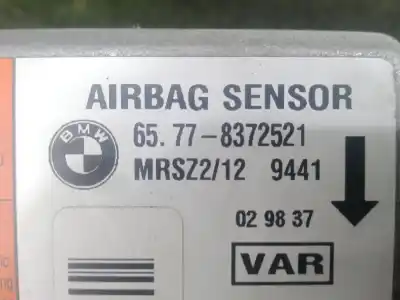 AIRBAG SENSOR
BMW
65.77-8372521
MRSZ2/12 9441
02 98 37
VAR